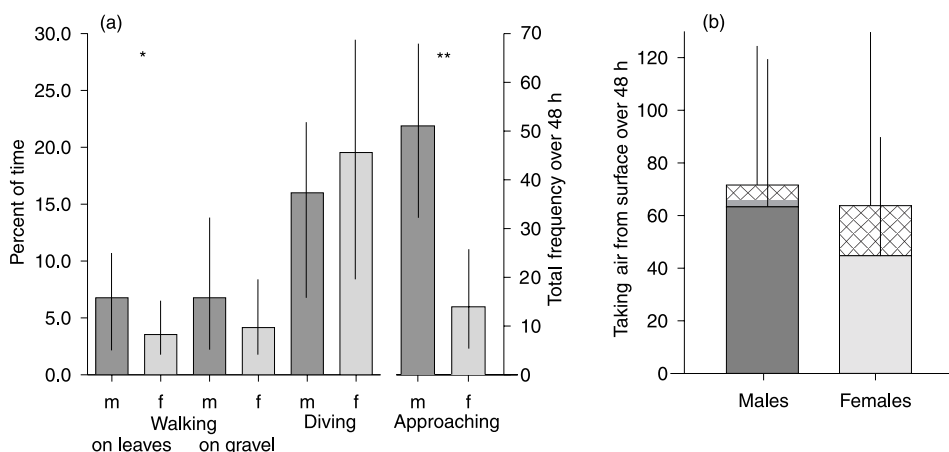 (a)
30.0
25.0
20.0
15.0
10.0
5.0
0.0
Percent of time
*
**
70
60
50
40
30
20
10
0
Total frequency over 48 h
m f m f m f m f
Walking Diving Approaching
on leaves on gravel
(b)
120
100
80
60
40
20
0
Taking air from surface over 48 h
Males Females